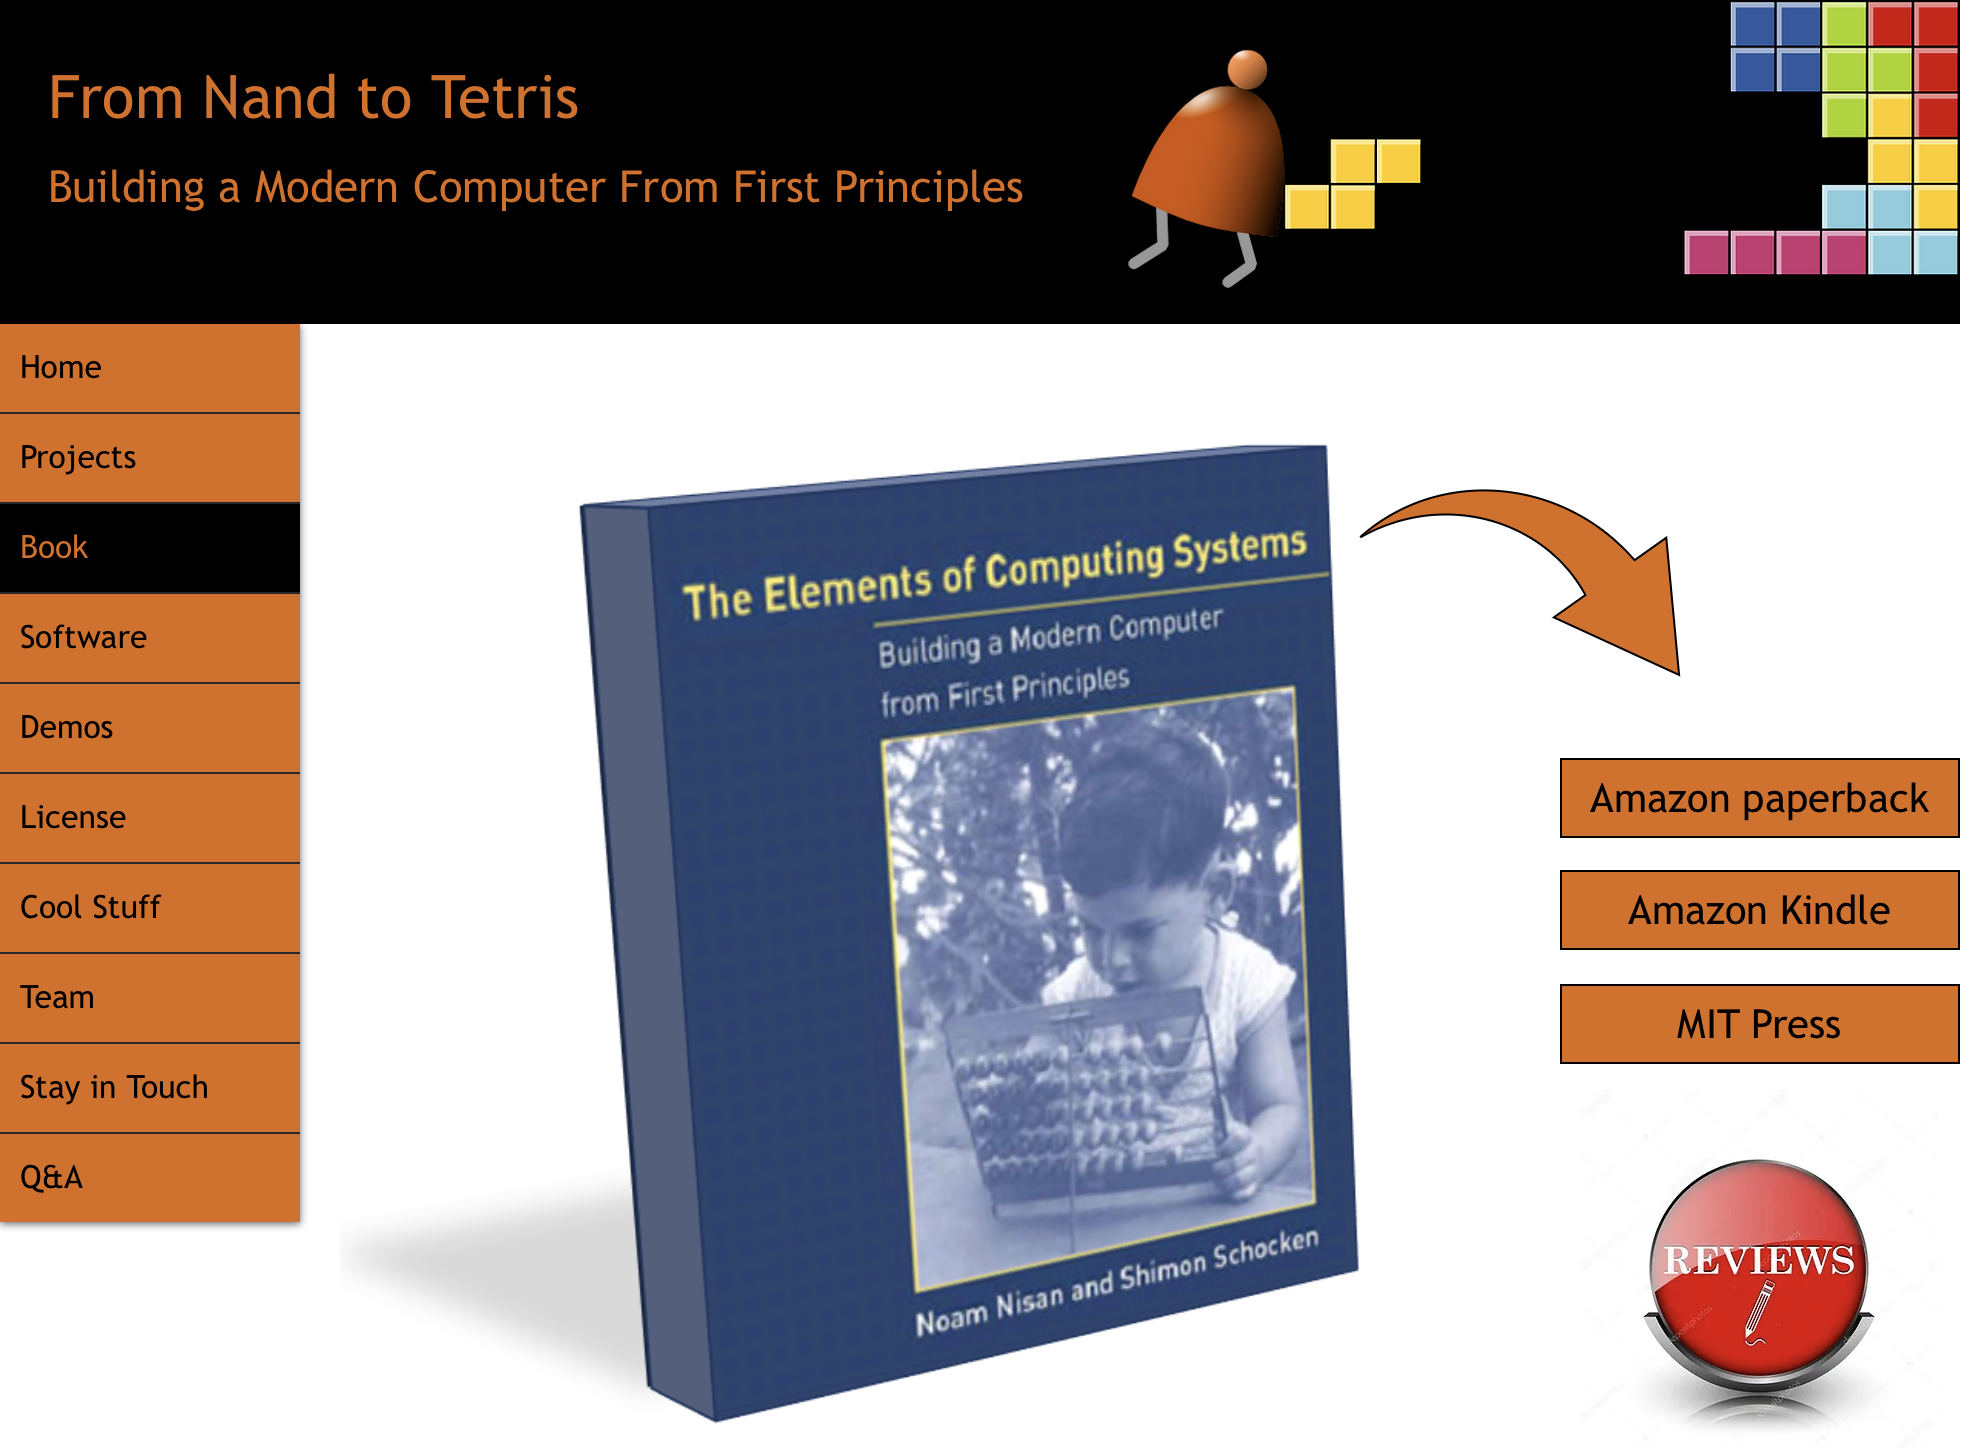 From Nand to Tetris
Building a Modern Computer From First Principles
Home
Projects
Book
Software
Demos
License
Cool Stuff
Team
Stay in Touch
Q&A
The Elements of Computing Systems
Building a Modern Computer
from First Principles
Noam Nisan and Shimon Schocken
Amazon paperback
Amazon Kindle
MIT Press
REVIEWS